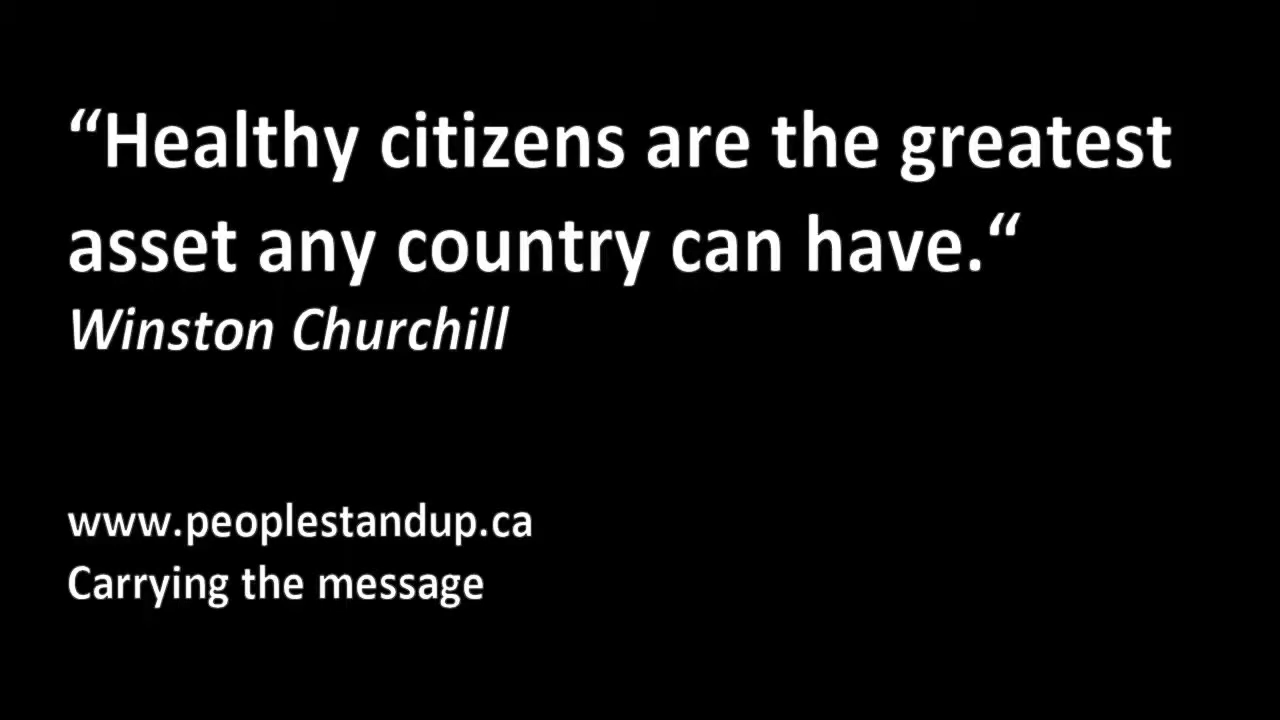 “Healthy citizens are the greatest
asset any country can have.“
Winston Churchill
www.peoplestandup.ca
Carrying the message